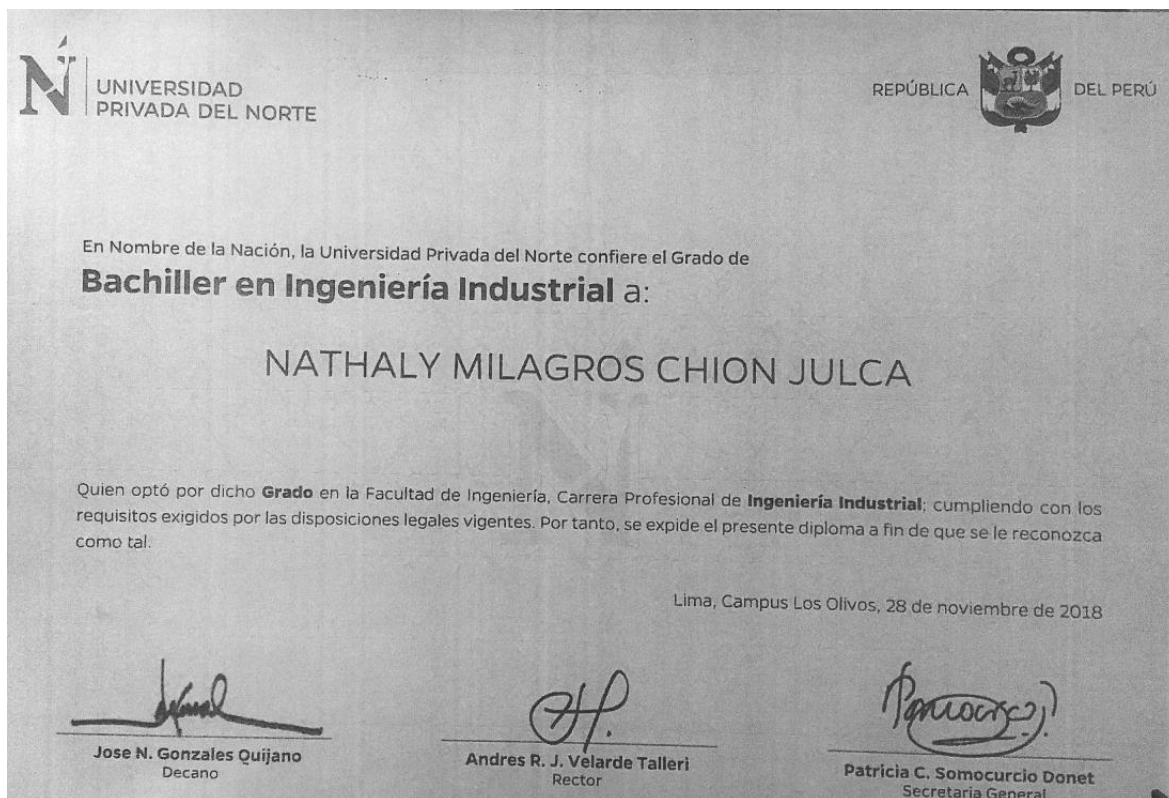 UNIVERSIDAD
PRIVADA DEL NORTE
REPÚBLICA DEL PERÚ
En Nombre de la Nación, la Universidad Privada del Norte confiere el Grado de
Bachiller en Ingeniería Industrial a:
NATHALY MILAGROS CHION JULCA
Quien optó por dicho Grado en la Facultad de Ingeniería, Carrera Profesional de Ingeniería Industrial; cumpliendo con los
requisitos exigidos por las disposiciones legales vigentes. Por tanto, se expide el presente diploma a fin de que se le reconozca
como tal.
Lima, Campus Los Olivos, 28 de noviembre de 2018
Jose N. Gonzales Quijano
Decano
Andres R. J. Velarde Talleri
Rector
Patricia C. Somocurcio Donet
Secretaria General